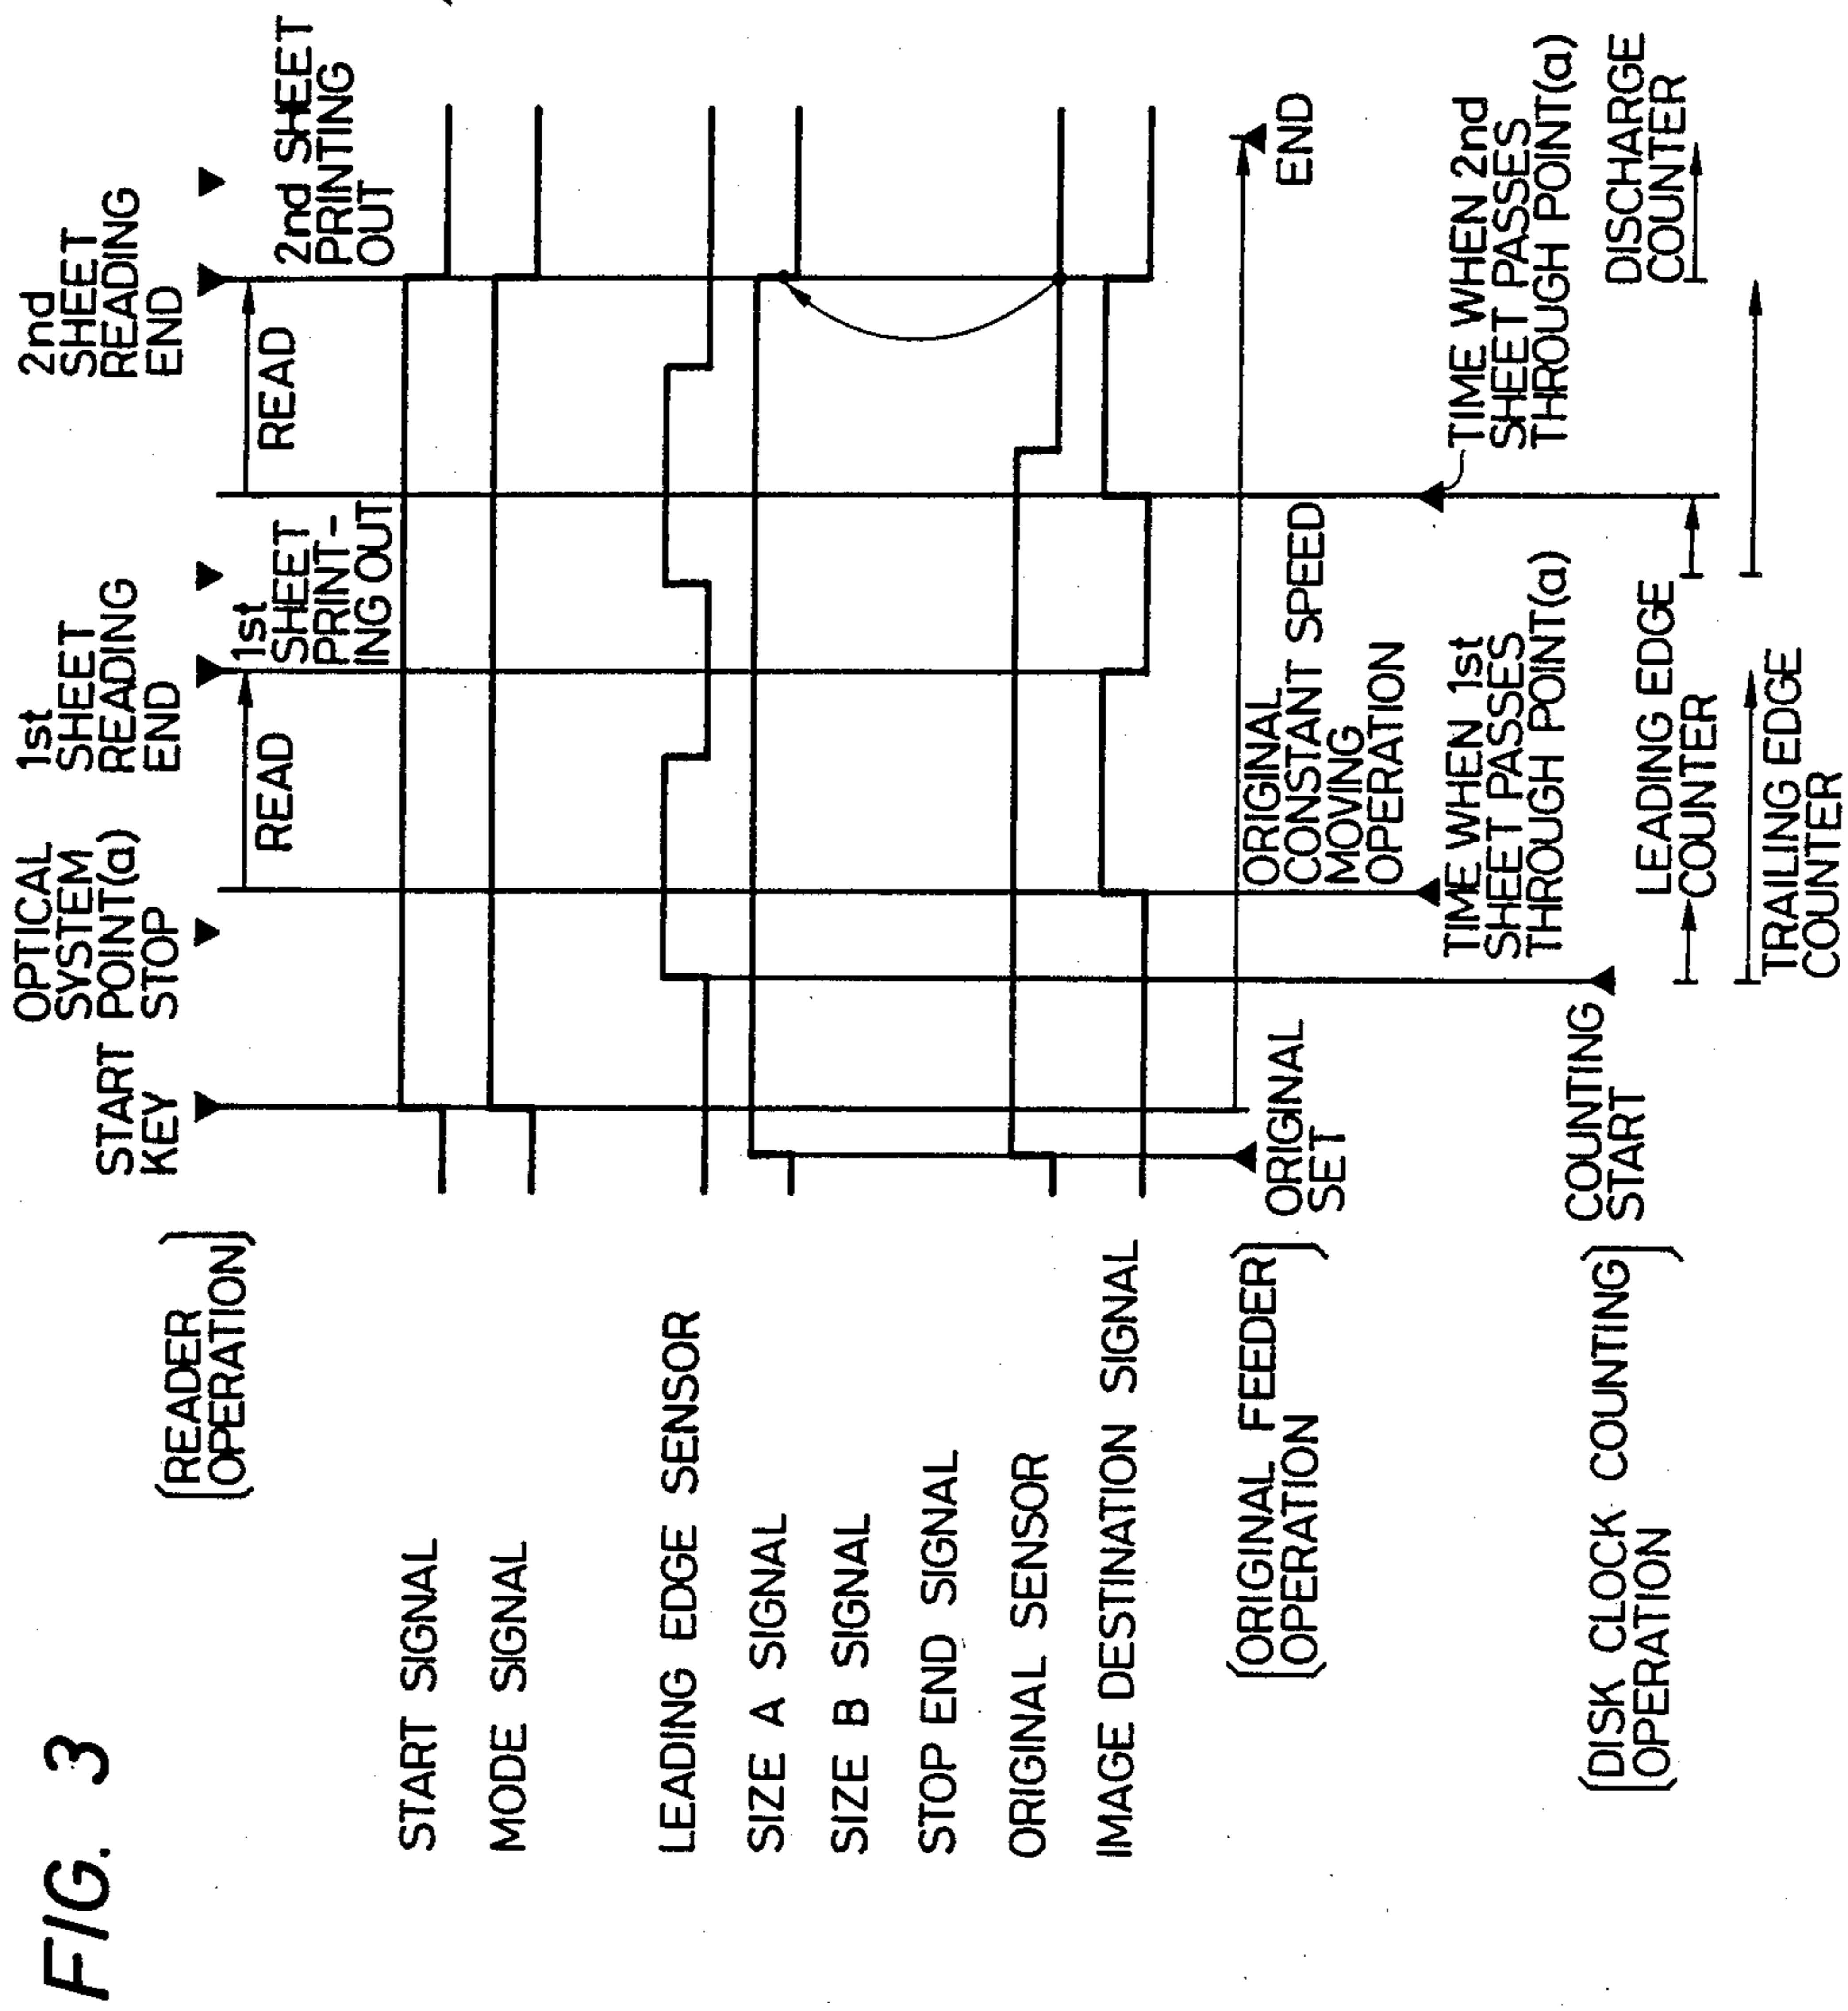 FIG. 3
(READER
OPERATION)
START
KEY
OPTICAL
SYSTEM
POINT(a)
STOP
1st
SHEET
READING
END
2nd
SHEET
READING
END
READ
READ
1st
SHEET
PRINT-
ING OUT
2nd SHEET
PRINTING
OUT
START SIGNAL
MODE SIGNAL
LEADING EDGE SENSOR
SIZE A SIGNAL
SIZE B SIGNAL
STOP END SIGNAL
ORIGINAL SENSOR
IMAGE DESTINATION SIGNAL
(ORIGINAL FEEDER
OPERATION)
ORIGINAL
SET
ORIGINAL
CONSTANT SPEED
MOVING
OPERATION
END
TIME WHEN 1st
SHEET PASSES
THROUGH POINT(a)
TIME WHEN 2nd
SHEET PASSES
THROUGH POINT(a)
(DISK CLOCK COUNTING
OPERATION)
COUNTING
START
LEADING EDGE
COUNTER
DISCHARGE
COUNTER
TRAILING EDGE
COUNTER